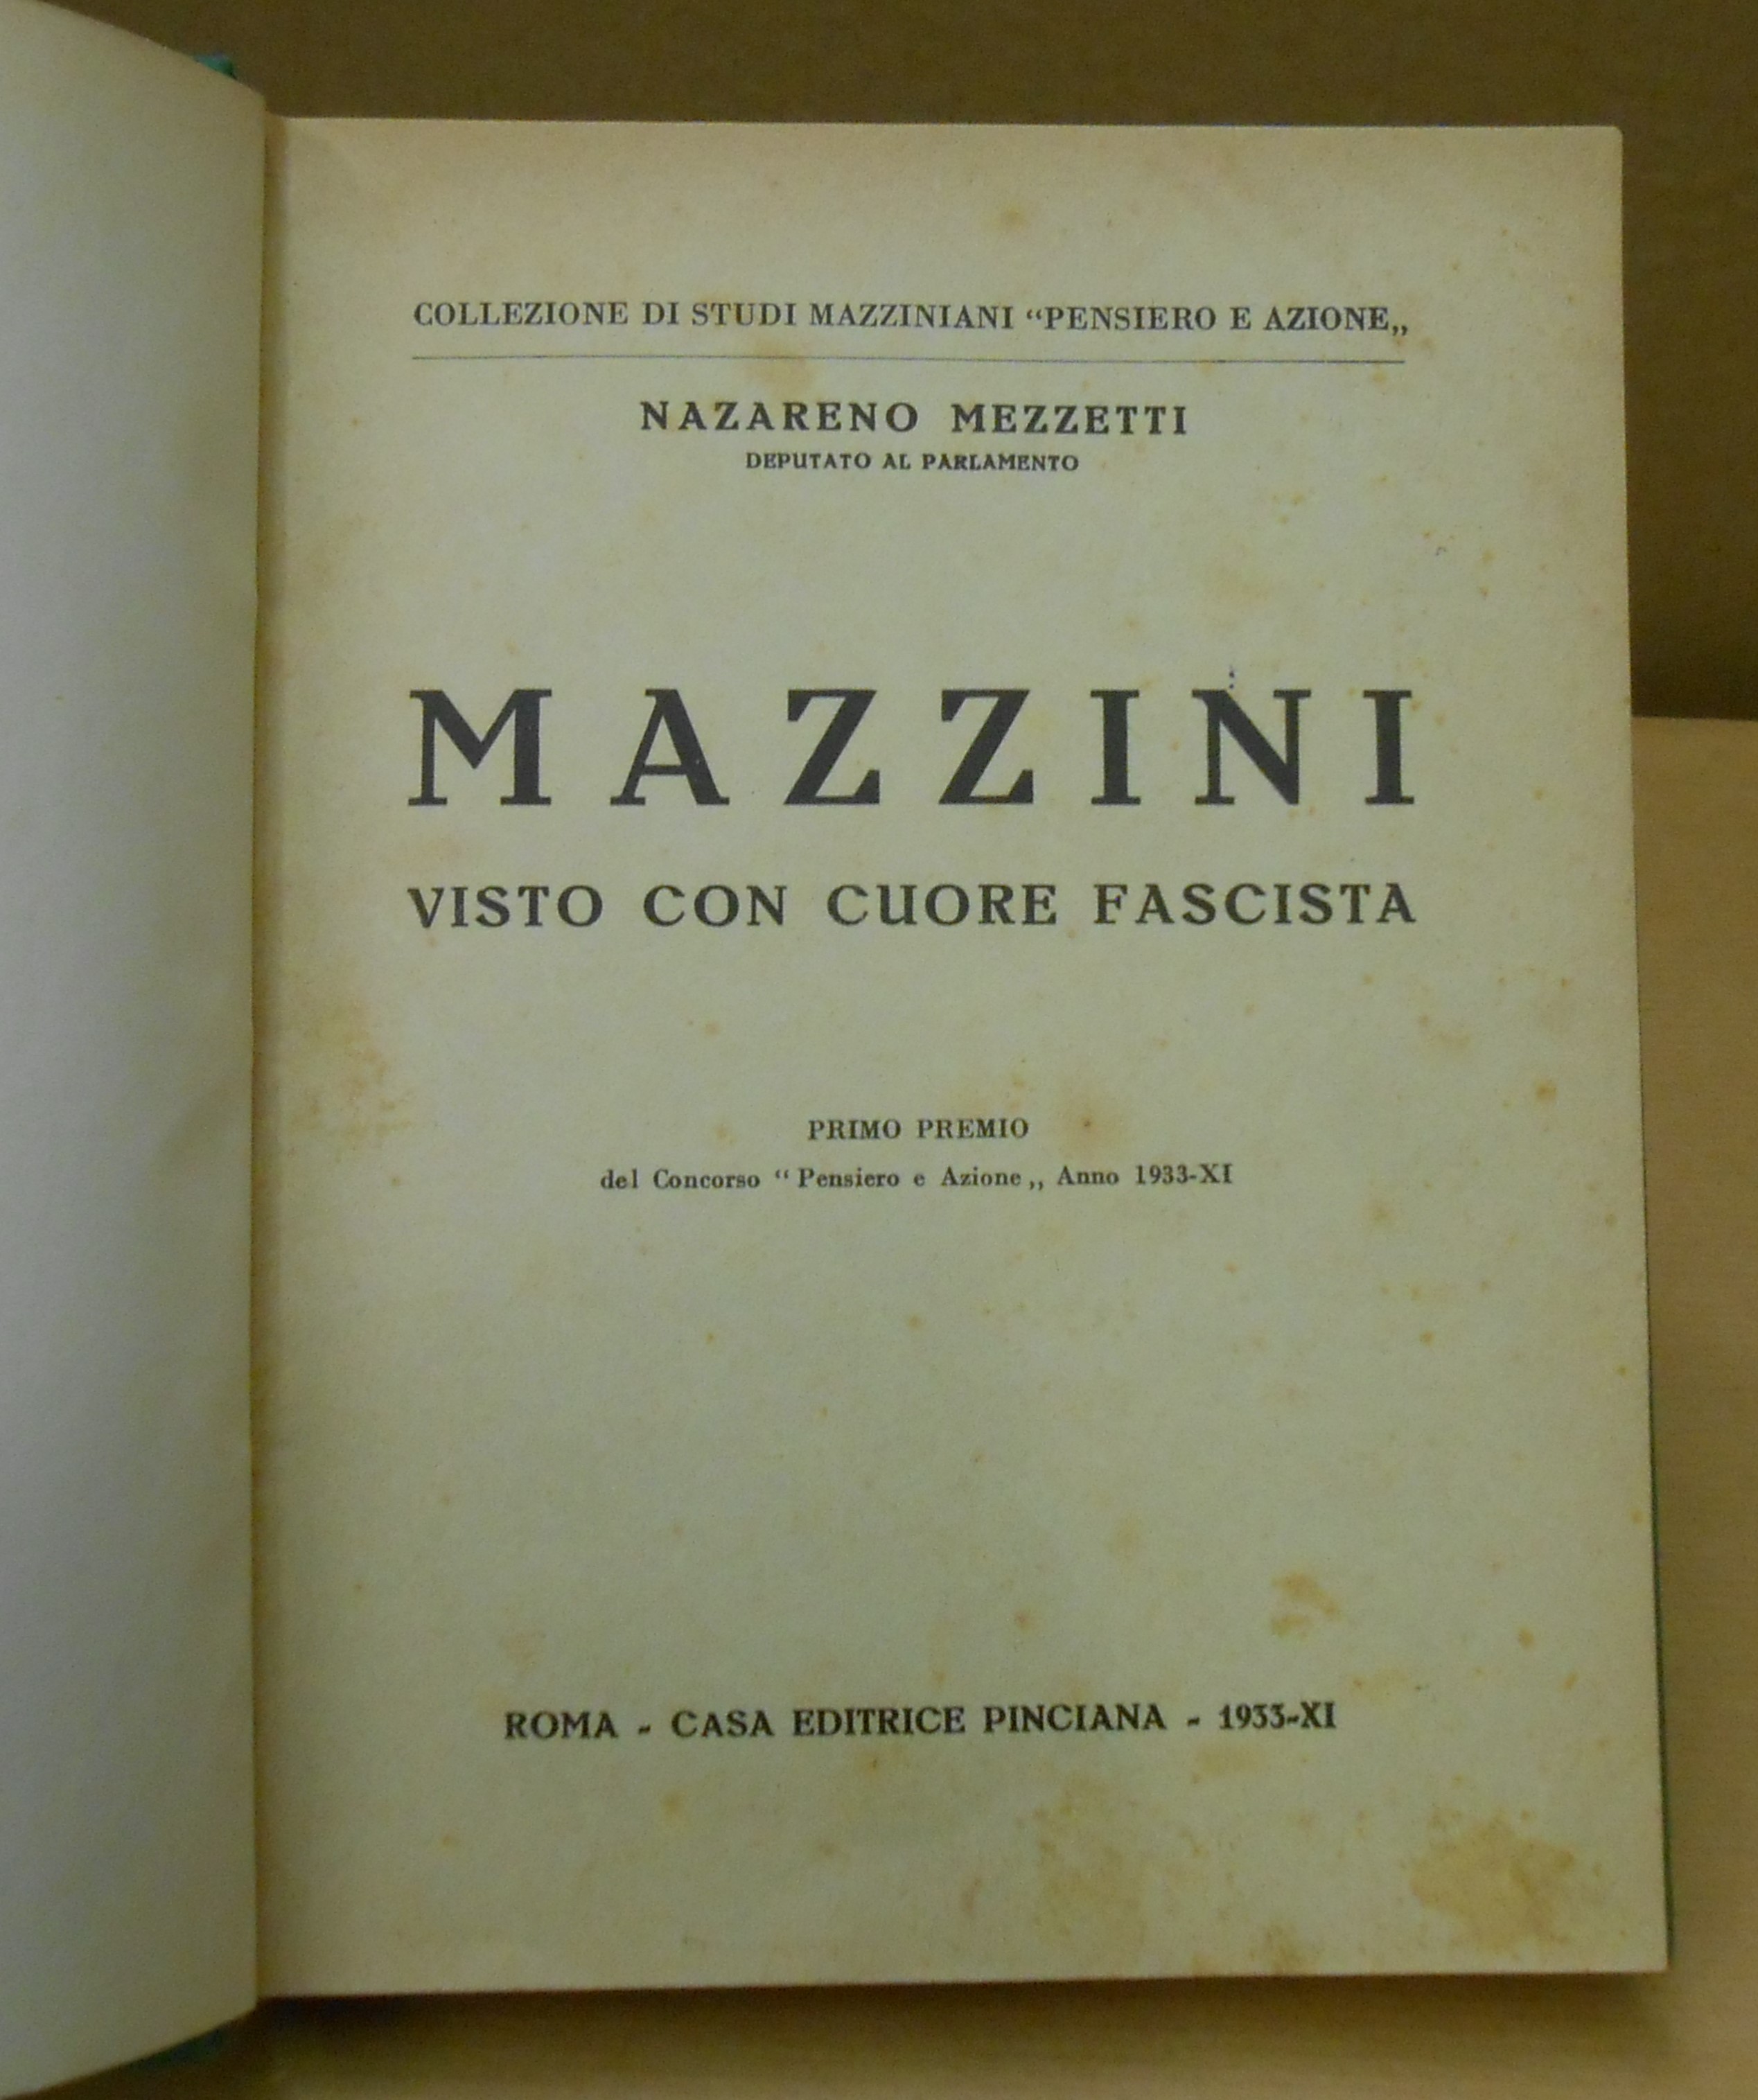 COLLEZIONE DI STUDI MAZZINIANI “PENSIERO E AZIONE„
NAZARENO MEZZETTI
DEPUTATO AL PARLAMENTO
MAZZINI
VISTO CON CUORE FASCISTA
PRIMO PREMIO
del Concorso “ Pensiero e Azione „ Anno 1933-XI
ROMA - CASA EDITRICE PINCIANA - 1933-XI